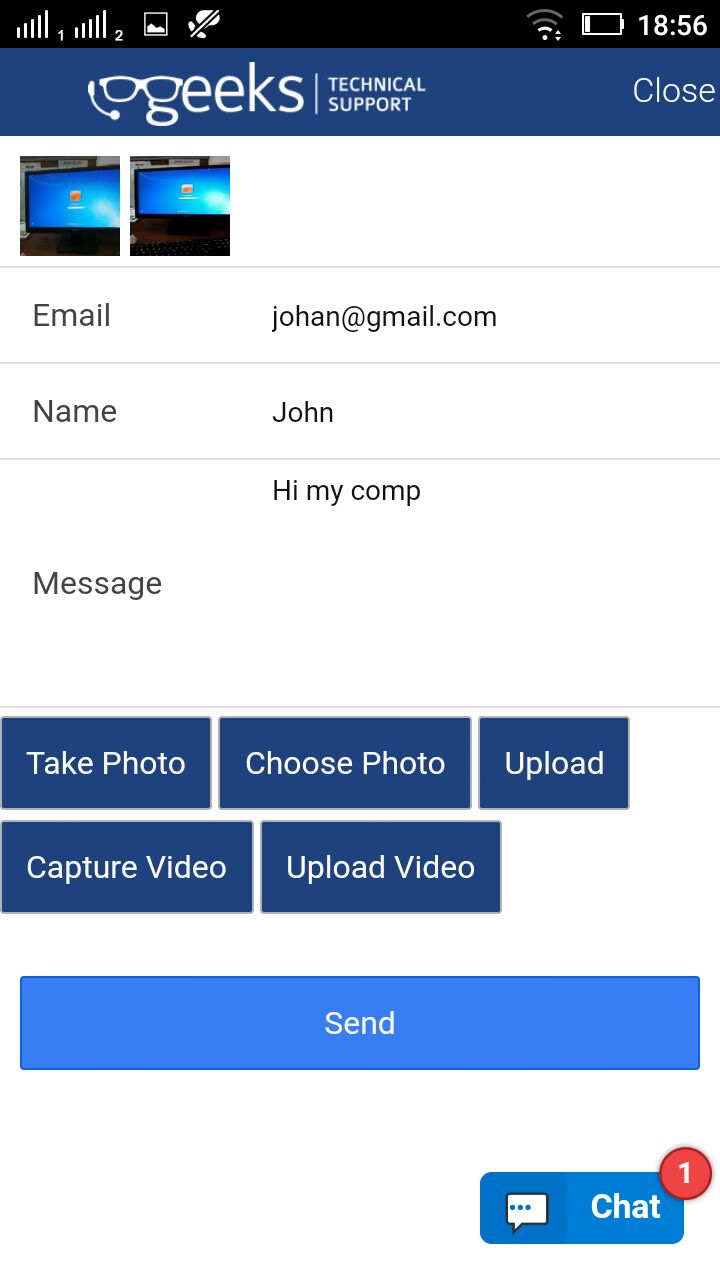 1 2 18:56
geeks TECHNICAL SUPPORT Close
Email johan@gmail.com
Name John
Hi my comp
Message
Take Photo Choose Photo Upload
Capture Video Upload Video
Send
1
Chat